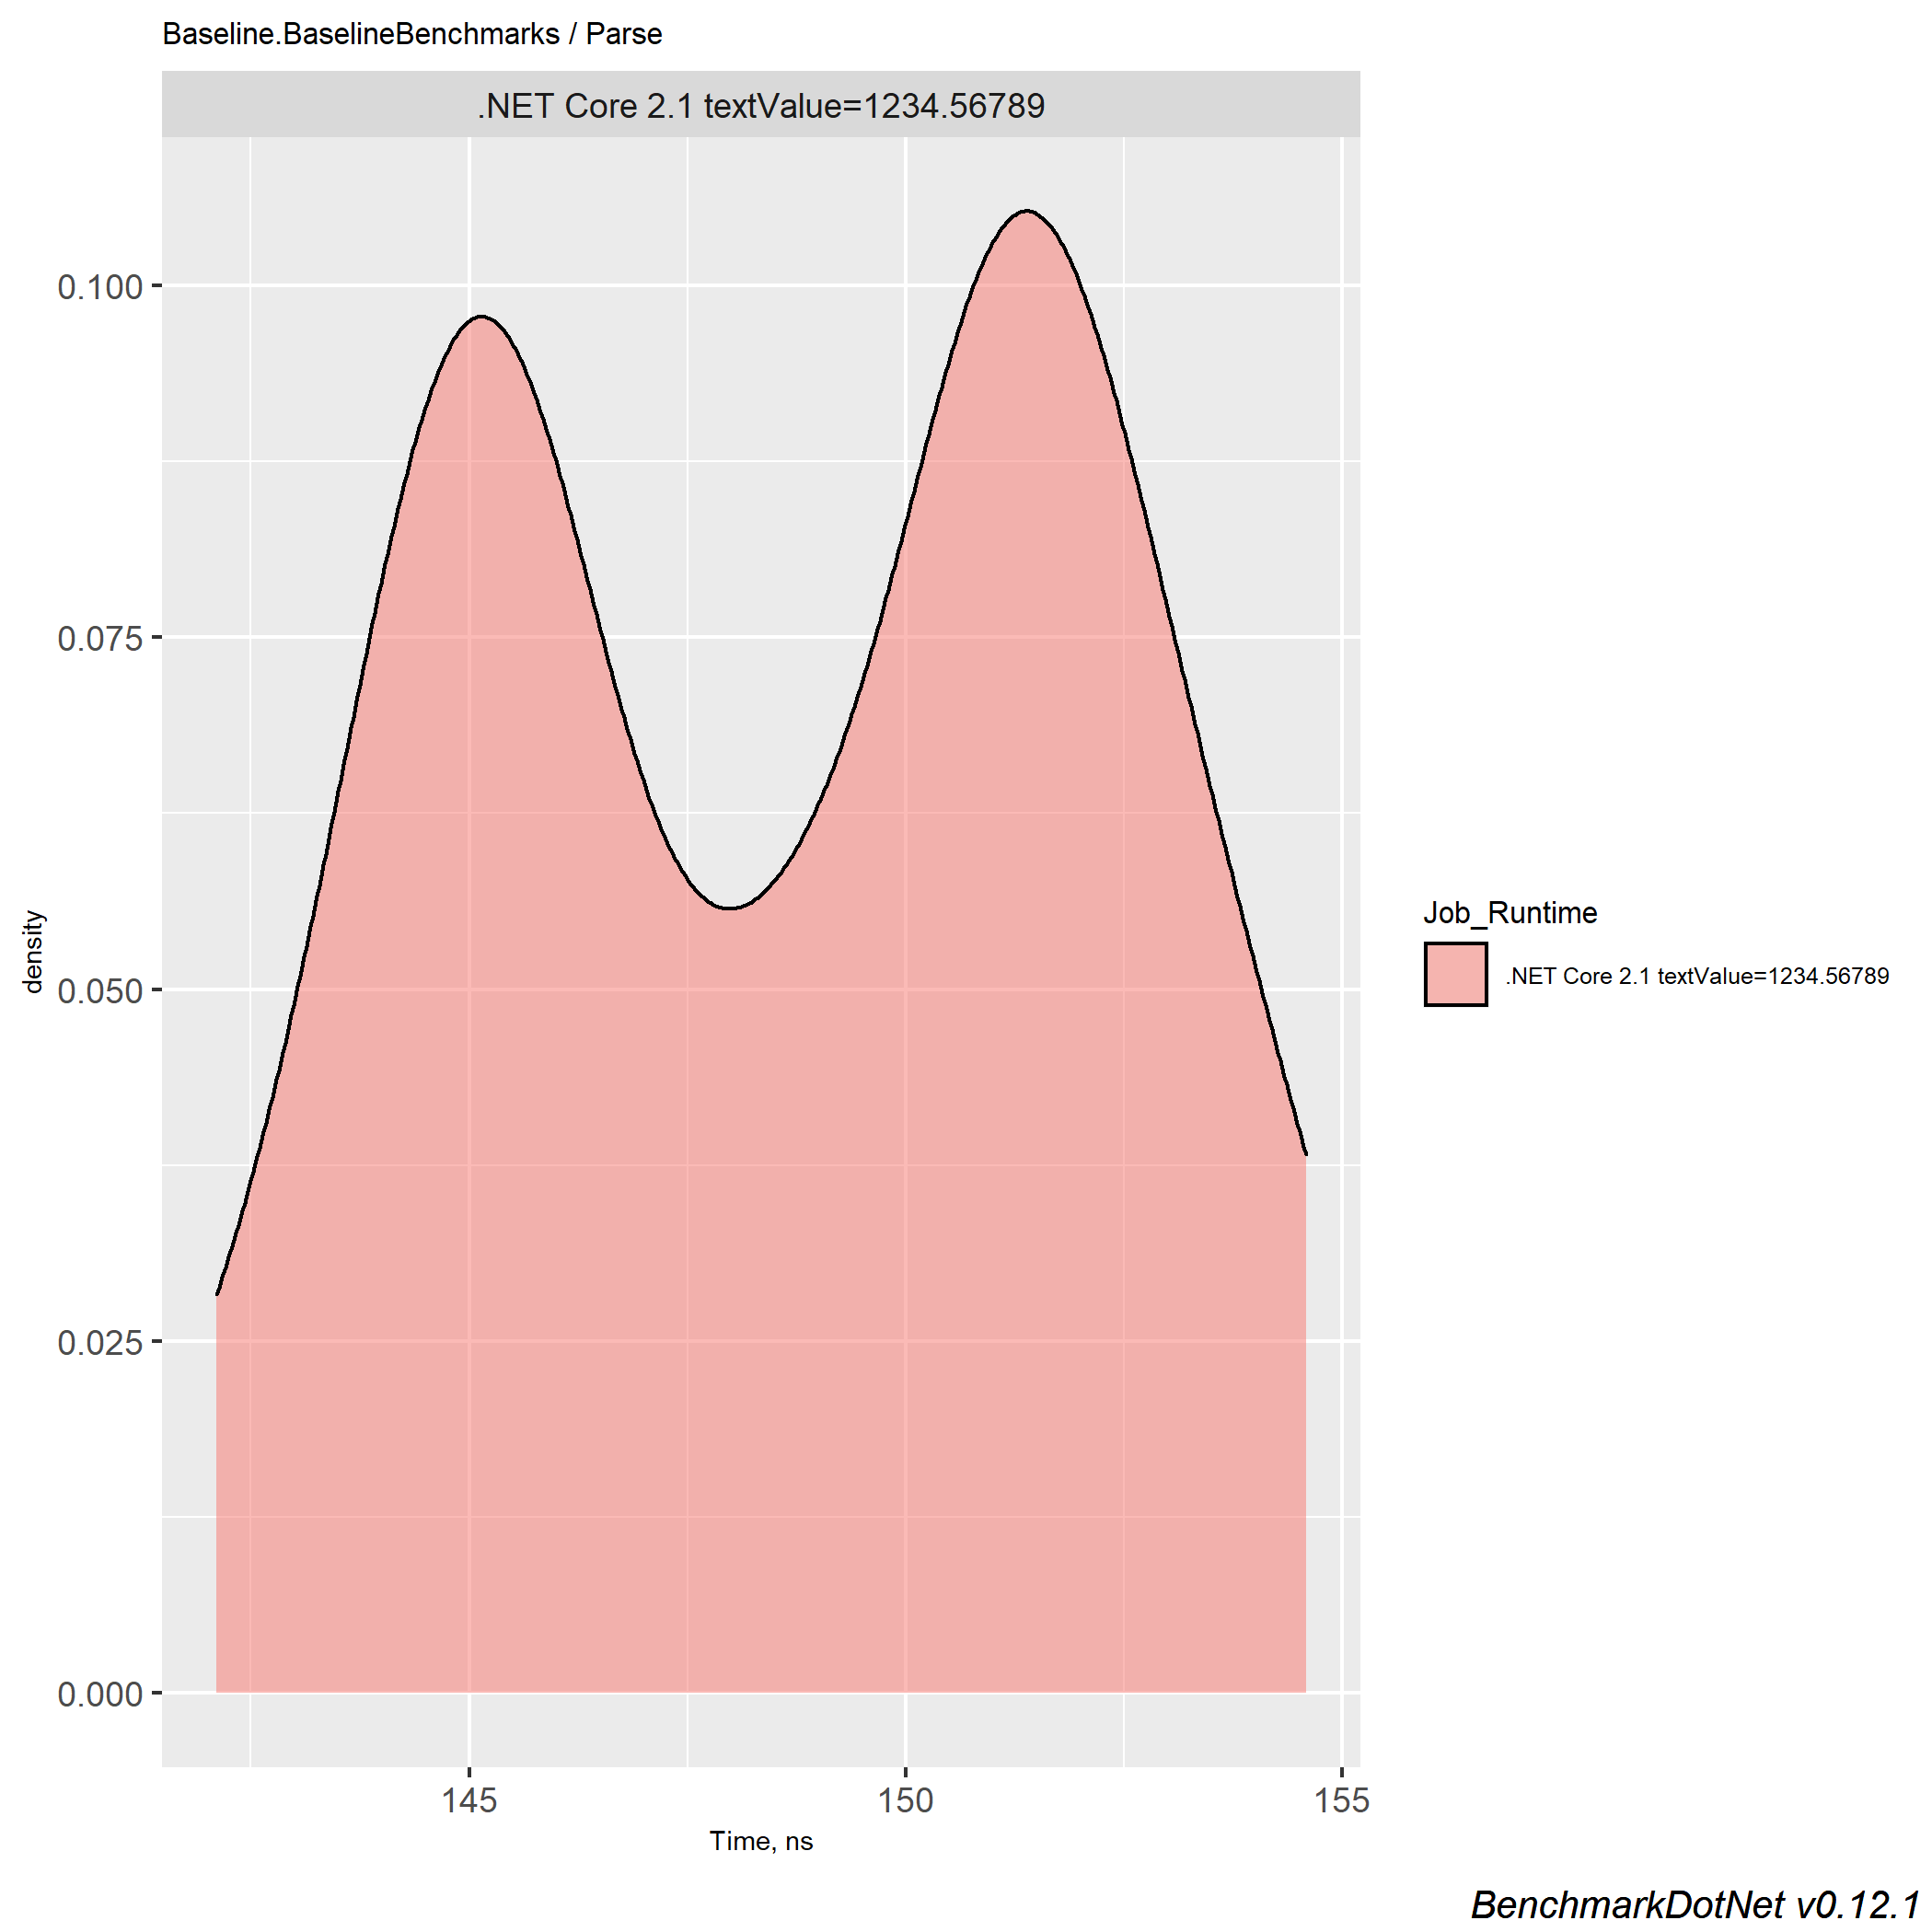 Baseline.BaselineBenchmarks / Parse
.NET Core 2.1 textValue=1234.56789
0.100
0.075
0.050
0.025
0.000
density
145 150 155
Time, ns
Job_Runtime
.NET Core 2.1 textValue=1234.56789
BenchmarkDotNet v0.12.1